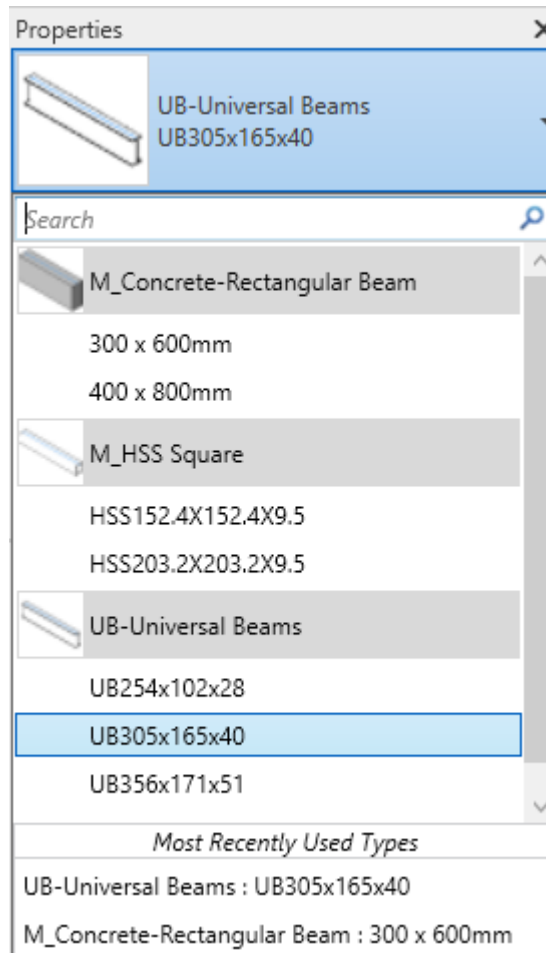 Properties
UB-Universal Beams
UB305x165x40
Search
M_Concrete-Rectangular Beam
300 x 600mm
400 x 800mm
M_HSS Square
HSS152.4X152.4X9.5
HSS203.2X203.2X9.5
UB-Universal Beams
UB254x102x28
UB305x165x40
UB356x171x51
Most Recently Used Types
UB-Universal Beams : UB305x165x40
M_Concrete-Rectangular Beam : 300 x 600mm